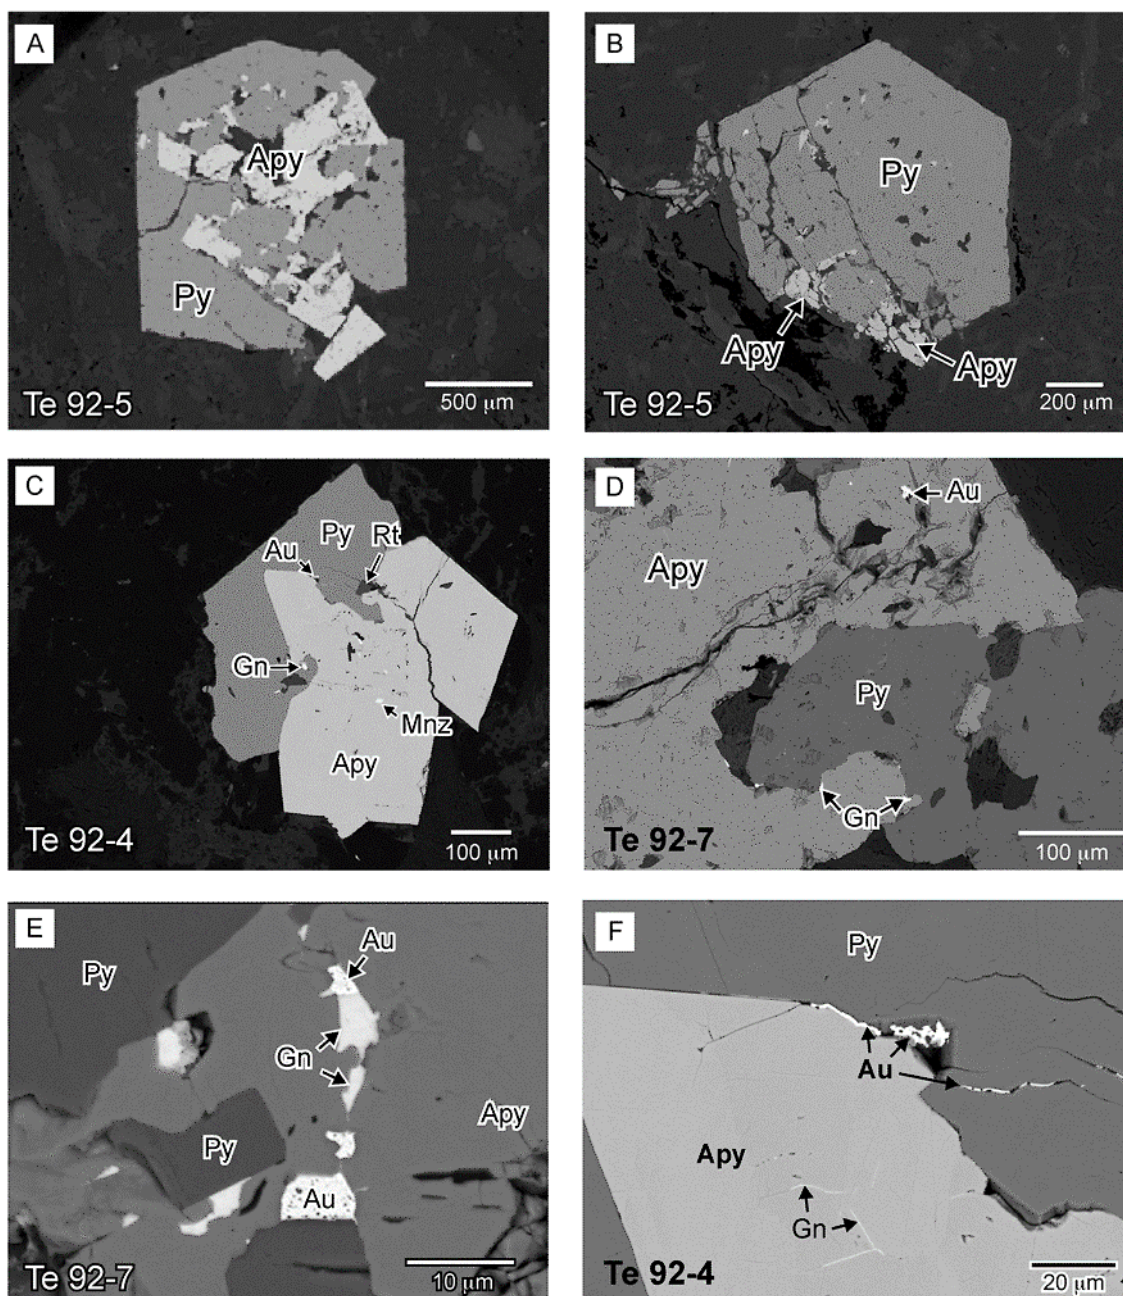 A
Apy
Py
Te 92-5
500 μm
B
Py
Apy
Apy
Te 92-5
200 μm
C
Py
Rt
Au
Gn
Mnz
Apy
Te 92-4
100 μm
D
Au
Apy
Py
Gn
Te 92-7
100 μm
E
Au
Py
Gn
Apy
Py
Au
Te 92-7
10 μm
F
Py
Au
Apy
Gn
Te 92-4
20 μm